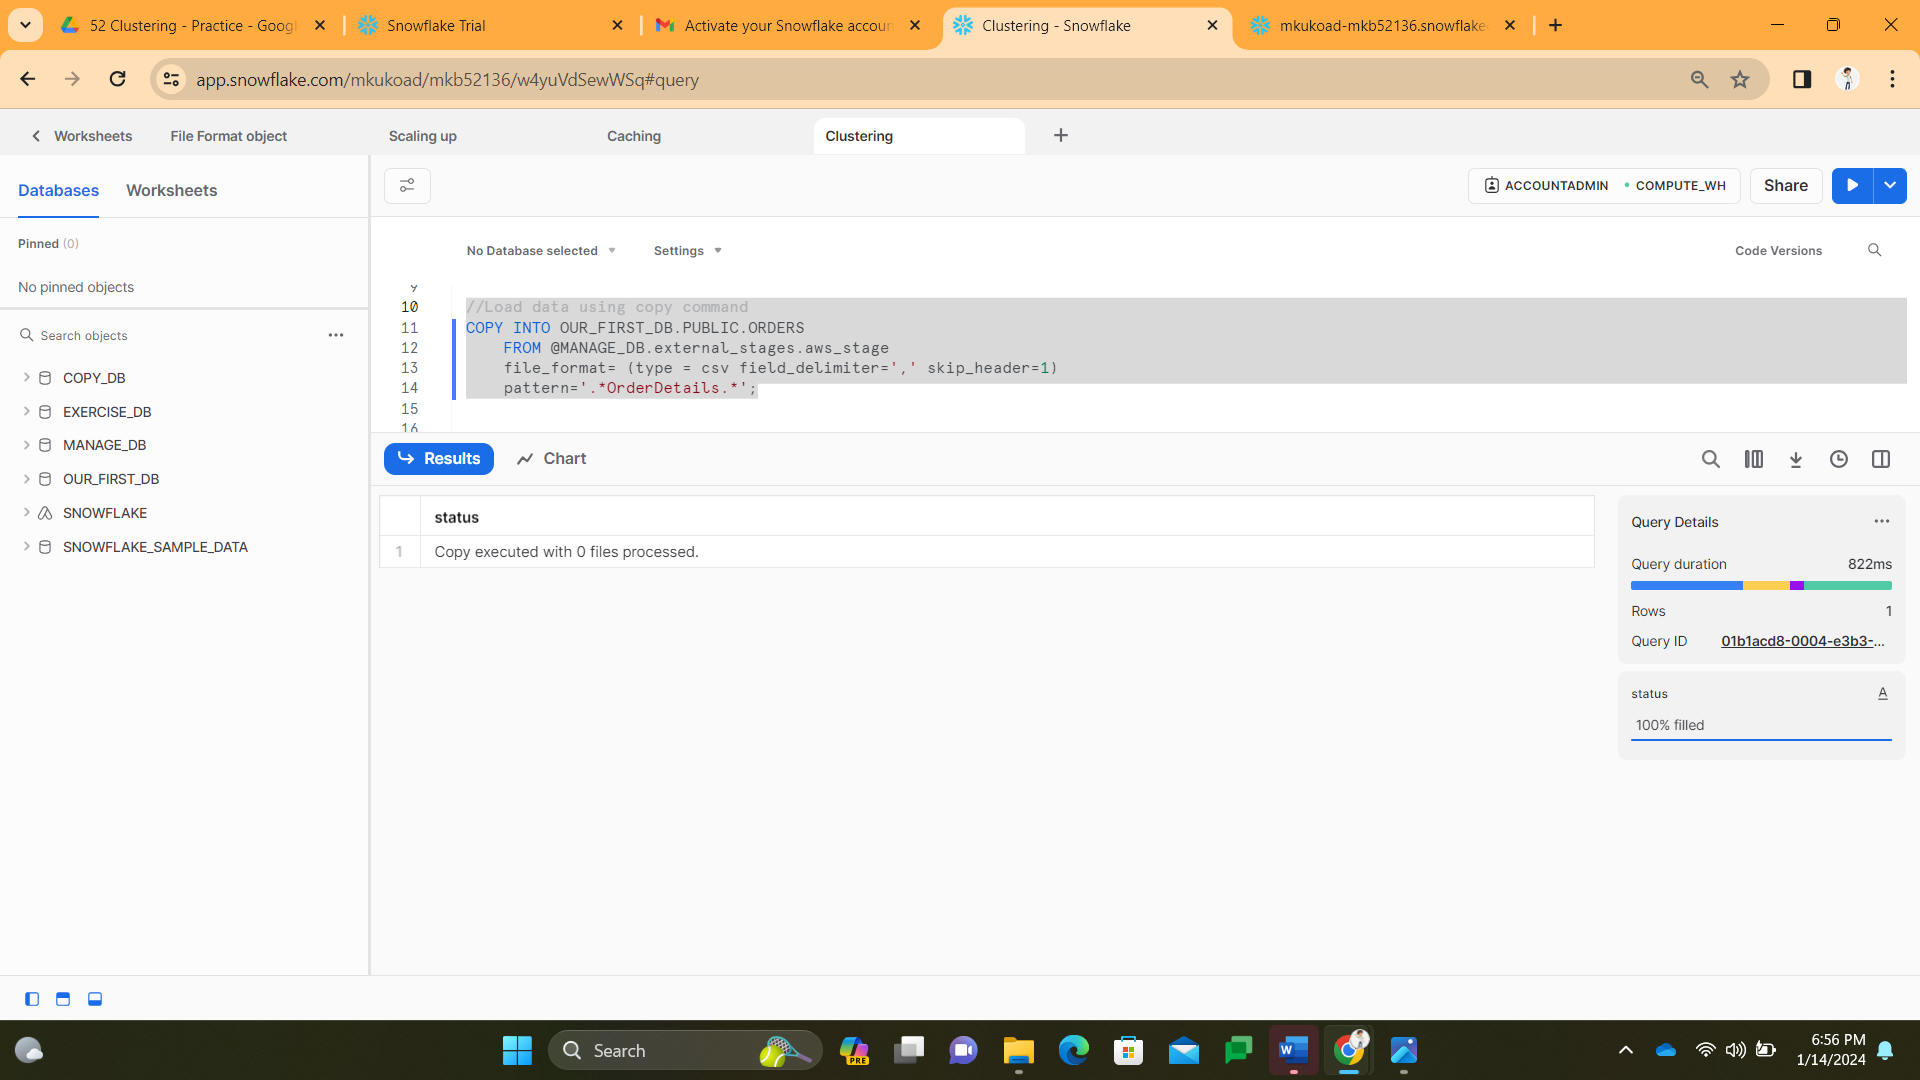 52 Clustering - Practice - Googl
Snowflake Trial
Activate your Snowflake accoun
Clustering - Snowflake
mkukoad-mkb52136.snowflake
app.snowflake.com/mkukoad/mkb52136/w4yuVdSewWSq#query
Worksheets
File Format object
Scaling up
Caching
Clustering
Databases
Worksheets
ACCOUNTADMIN
COMPUTE_WH
Share
Pinned (0)
No Database selected
Settings
Code Versions
No pinned objects
9
10 //Load data using copy command
11 COPY INTO OUR_FIRST_DB.PUBLIC.ORDERS
12 FROM @MANAGE_DB.external_stages.aws_stage
13 file_format= (type = csv field_delimiter=',' skip_header=1)
14 pattern='.*OrderDetails.*';
15
16
Search objects
COPY_DB
EXERCISE_DB
MANAGE_DB
OUR_FIRST_DB
SNOWFLAKE
SNOWFLAKE_SAMPLE_DATA
Results
Chart
status
1 Copy executed with 0 files processed.
Query Details
Query duration 822ms
Rows 1
Query ID 01b1acd8-0004-e3b3-...
status A
100% filled
Search
PRE
W
6:56 PM
1/14/2024